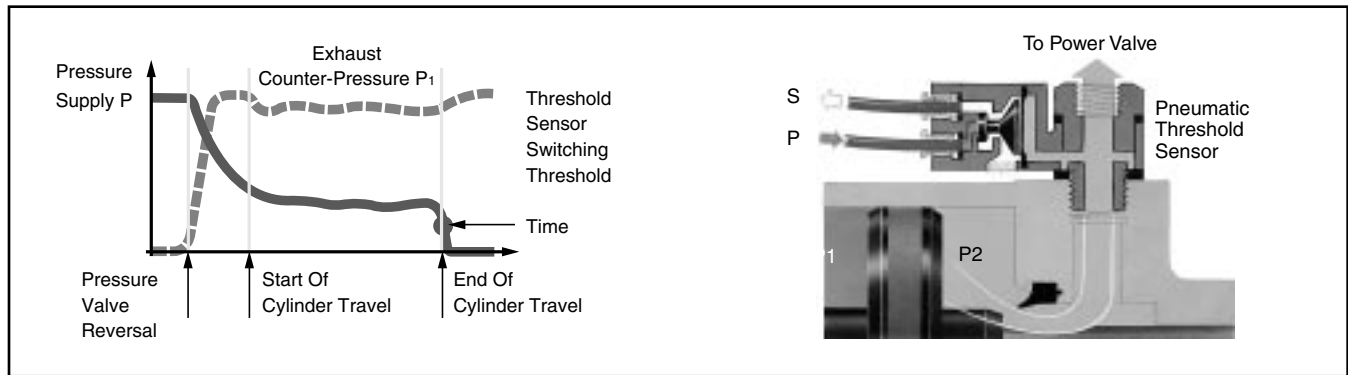 Exhaust
Counter-Pressure P1
Pressure
Supply P
Threshold
Sensor
Switching
Threshold
Time
Pressure
Valve
Reversal
Start Of
Cylinder Travel
End Of
Cylinder Travel
To Power Valve
S
P
Pneumatic
Threshold
Sensor
P1
P2